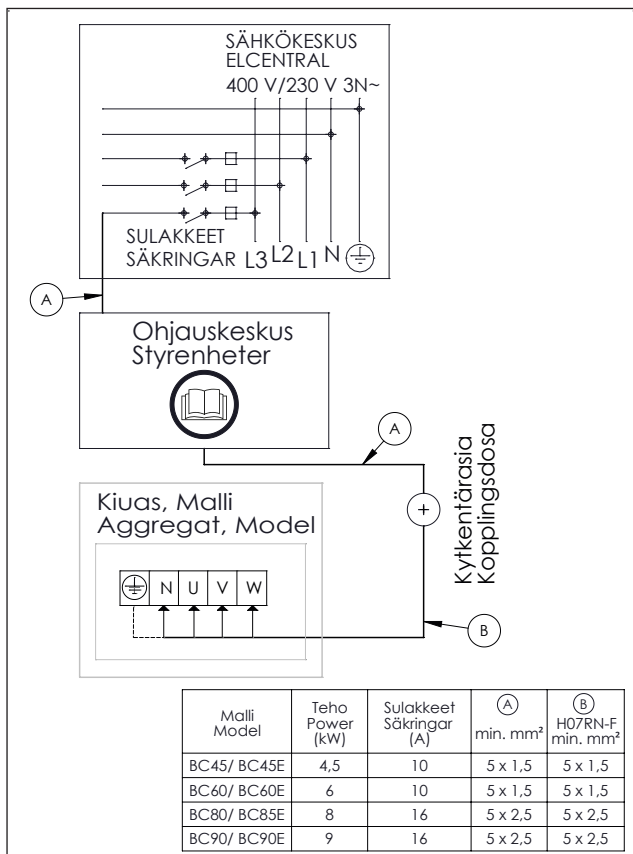 SÄHKÖKESKUS
ELCENTRAL
400 V/230 V 3N~
SULAKKEET
SÄKRINGAR
L3 L2 L1 N
A
Ohjauskeskus
Styrenheter
A
Kytkentärasia
Kopplingsdosa
+
Kiuas, Malli
Aggregat, Model
N U V W
B
Malli Model Teho Power (kW) Sulakkeet Säkringar (A) A min. mm² B H07RN-F min. mm²
BC45/ BC45E 4,5 10 5 x 1,5 5 x 1,5
BC60/ BC60E 6 10 5 x 1,5 5 x 1,5
BC80/ BC85E 8 16 5 x 2,5 5 x 2,5
BC90/ BC90E 9 16 5 x 2,5 5 x 2,5